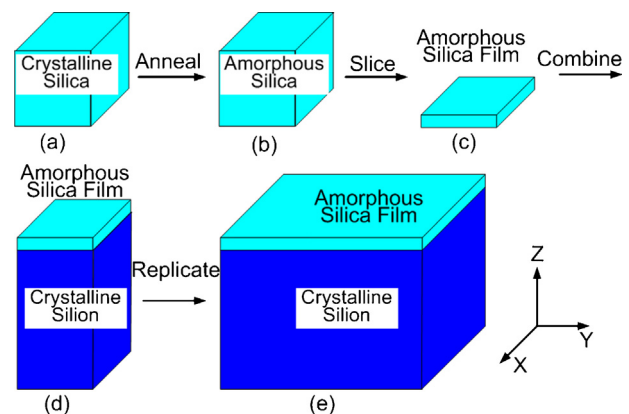 Crystalline
Silica
Anneal
Amorphous
Silica
Slice
Amorphous
Silica Film
Combine
(a)
(b)
(c)
Amorphous
Silica Film
Crystalline
Silion
Replicate
Amorphous
Silica Film
Crystalline
Silion
Z
Y
X
(d)
(e)